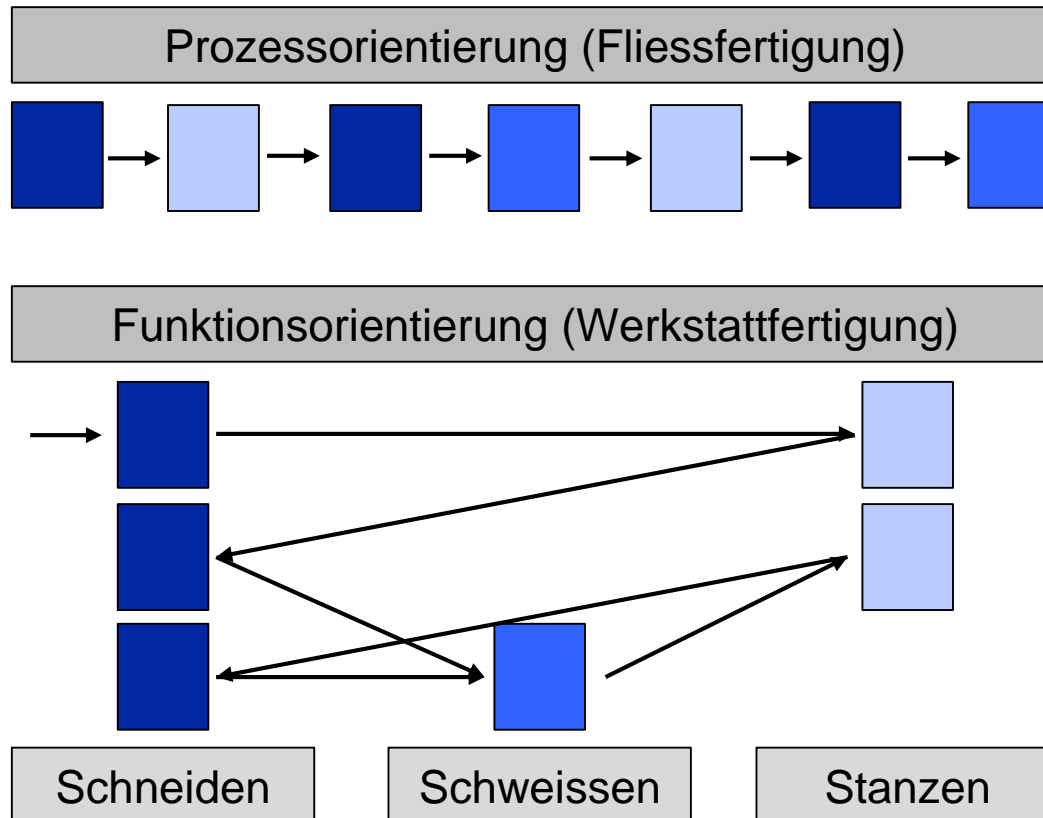 Prozessorientierung (Fliessfertigung)
Funktionsorientierung (Werkstattfertigung)
Schneiden
Schweissen
Stanzen